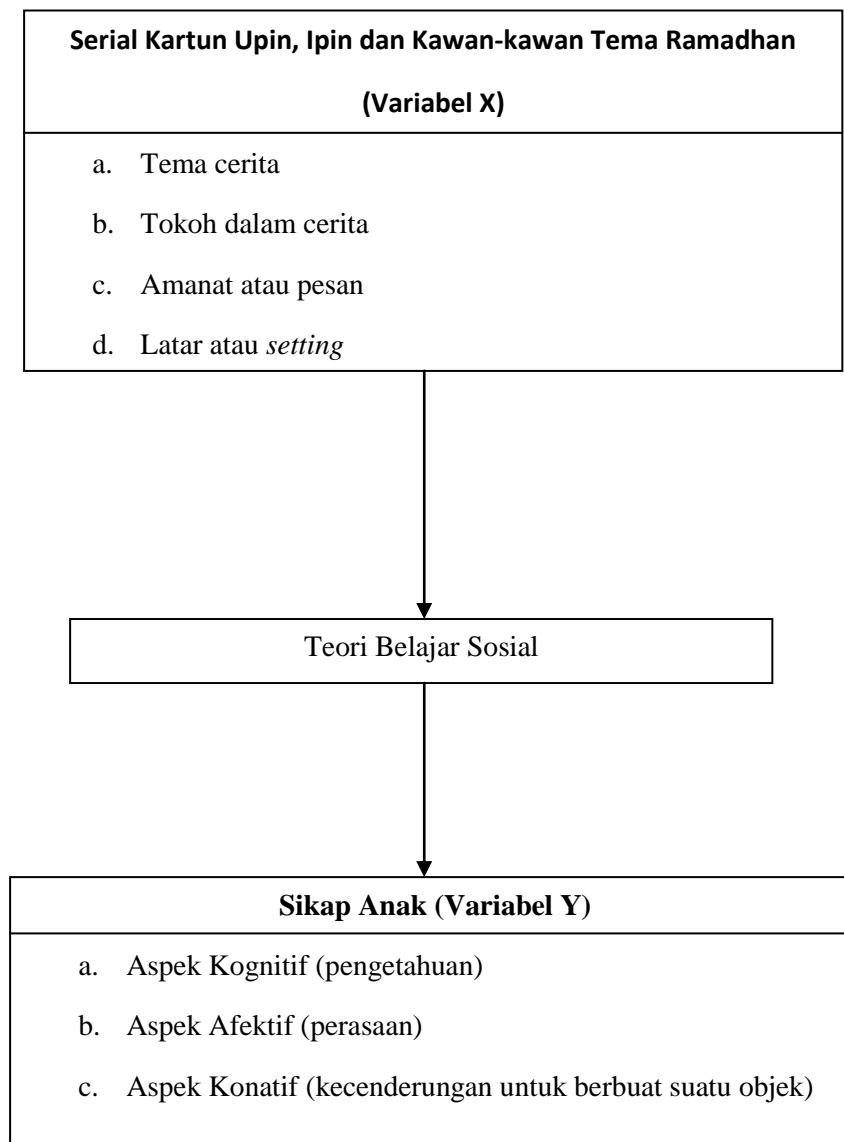 Serial Kartun Upin, Ipin dan Kawan-kawan Tema Ramadhan
(Variabel X)
a. Tema cerita
b. Tokoh dalam cerita
c. Amanat atau pesan
d. Latar atau setting
Teori Belajar Sosial
Sikap Anak (Variabel Y)
a. Aspek Kognitif (pengetahuan)
b. Aspek Afektif (perasaan)
c. Aspek Konatif (kecenderungan untuk berbuat suatu objek)